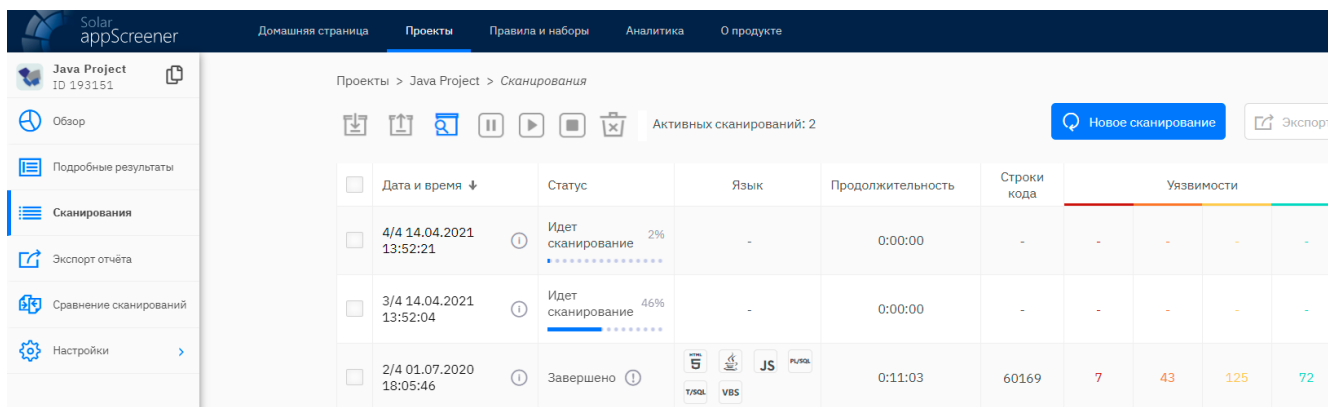 Solar appScreener
Домашняя страница Проекты Правила и наборы Аналитика О продукте
Java Project
ID 193151
Обзор
Подробные результаты
Сканирования
Экспорт отчёта
Сравнение сканирований
Настройки
Проекты > Java Project > Сканирования
Активных сканирований: 2
Новое сканирование
Экспорт
Дата и время Статус Язык Продолжительность Строки кода Уязвимости
4/4 14.04.2021 13:52:21 Идет сканирование 2% - 0:00:00 - - - - -
3/4 14.04.2021 13:52:04 Идет сканирование 46% - 0:00:00 - - - - -
2/4 01.07.2020 18:05:46 Завершено HTML 5 JS PL/SQL T/SQL VBS 0:11:03 60169 7 43 125 72